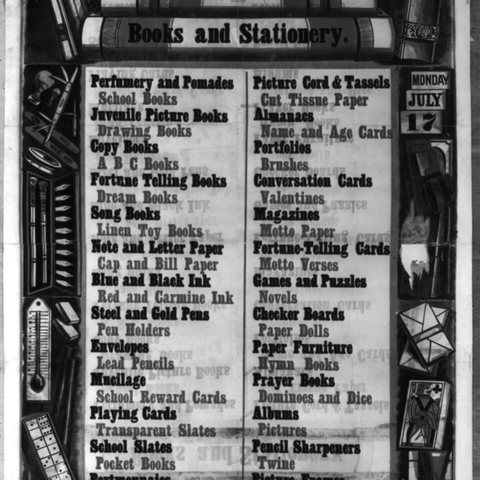 Books and Stationery.
Perfumery and Pomades
School Books
Juvenile Picture Books
Drawing Books
Copy Books
A B C Books
Fortune Telling Books
Dream Books
Song Books
Linen Toy Books
Note and Letter Paper
Cap and Bill Paper
Blue and Black Ink
Red and Carmine Ink
Steel and Gold Pens
Pen Holders
Envelopes
Lead Pencils
Mucilage
School Reward Cards
Playing Cards
Transparent Slates
School Slates
Pocket Books
Portmonnaies
Picture Cord & Tassels
Cut Tissue Paper
Almanacs
Name and Age Cards
Portfolios
Brushes
Conversation Cards
Valentines
Magazines
Motto Paper
Fortune-Telling Cards
Motto Verses
Games and Puzzles
Novels
Checker Boards
Paper Dolls
Paper Furniture
Hymn Books
Prayer Books
Dominoes and Dice
Albums
Pictures
Pencil Sharpeners
Twine
Picture Frames
MONDAY
JULY
17